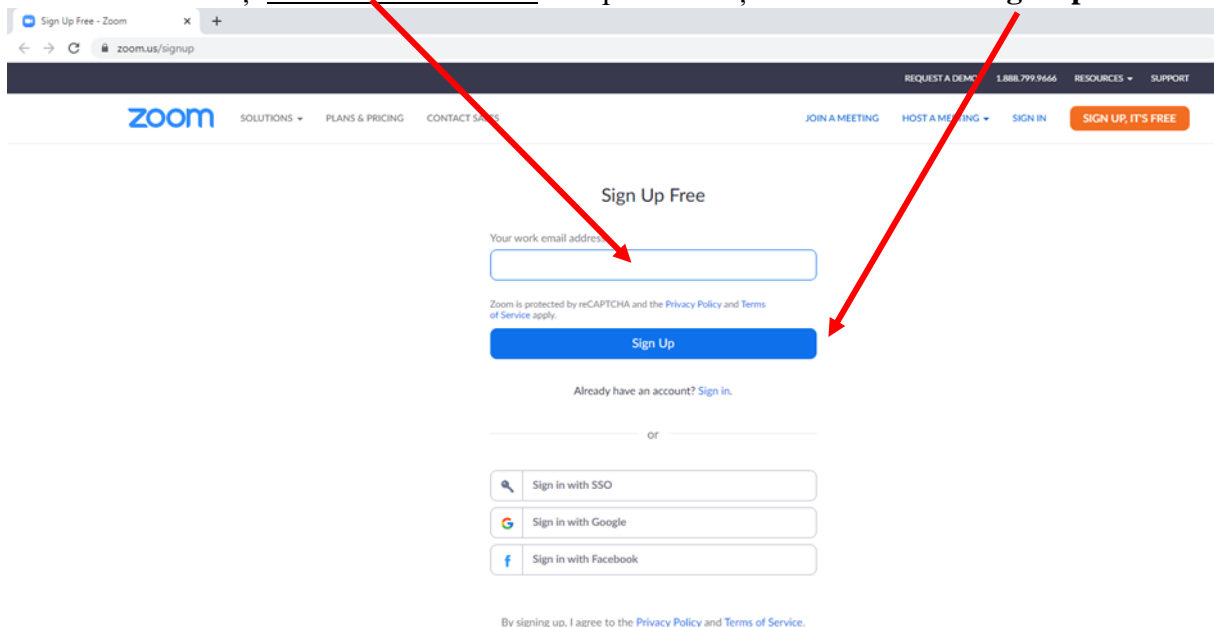 Sign Up Free - Zoom
zoom.us/signup
REQUEST A DEMO 1.888.799.9666 RESOURCES SUPPORT
zoom SOLUTIONS PLANS & PRICING CONTACT SALES JOIN A MEETING HOST A MEETING SIGN IN SIGN UP, IT'S FREE
Sign Up Free
Your work email address
Zoom is protected by reCAPTCHA and the Privacy Policy and Terms
of Service apply.
Sign Up
Already have an account? Sign in.
or
Sign in with SSO
Sign in with Google
Sign in with Facebook
By signing up, I agree to the Privacy Policy and Terms of Service.